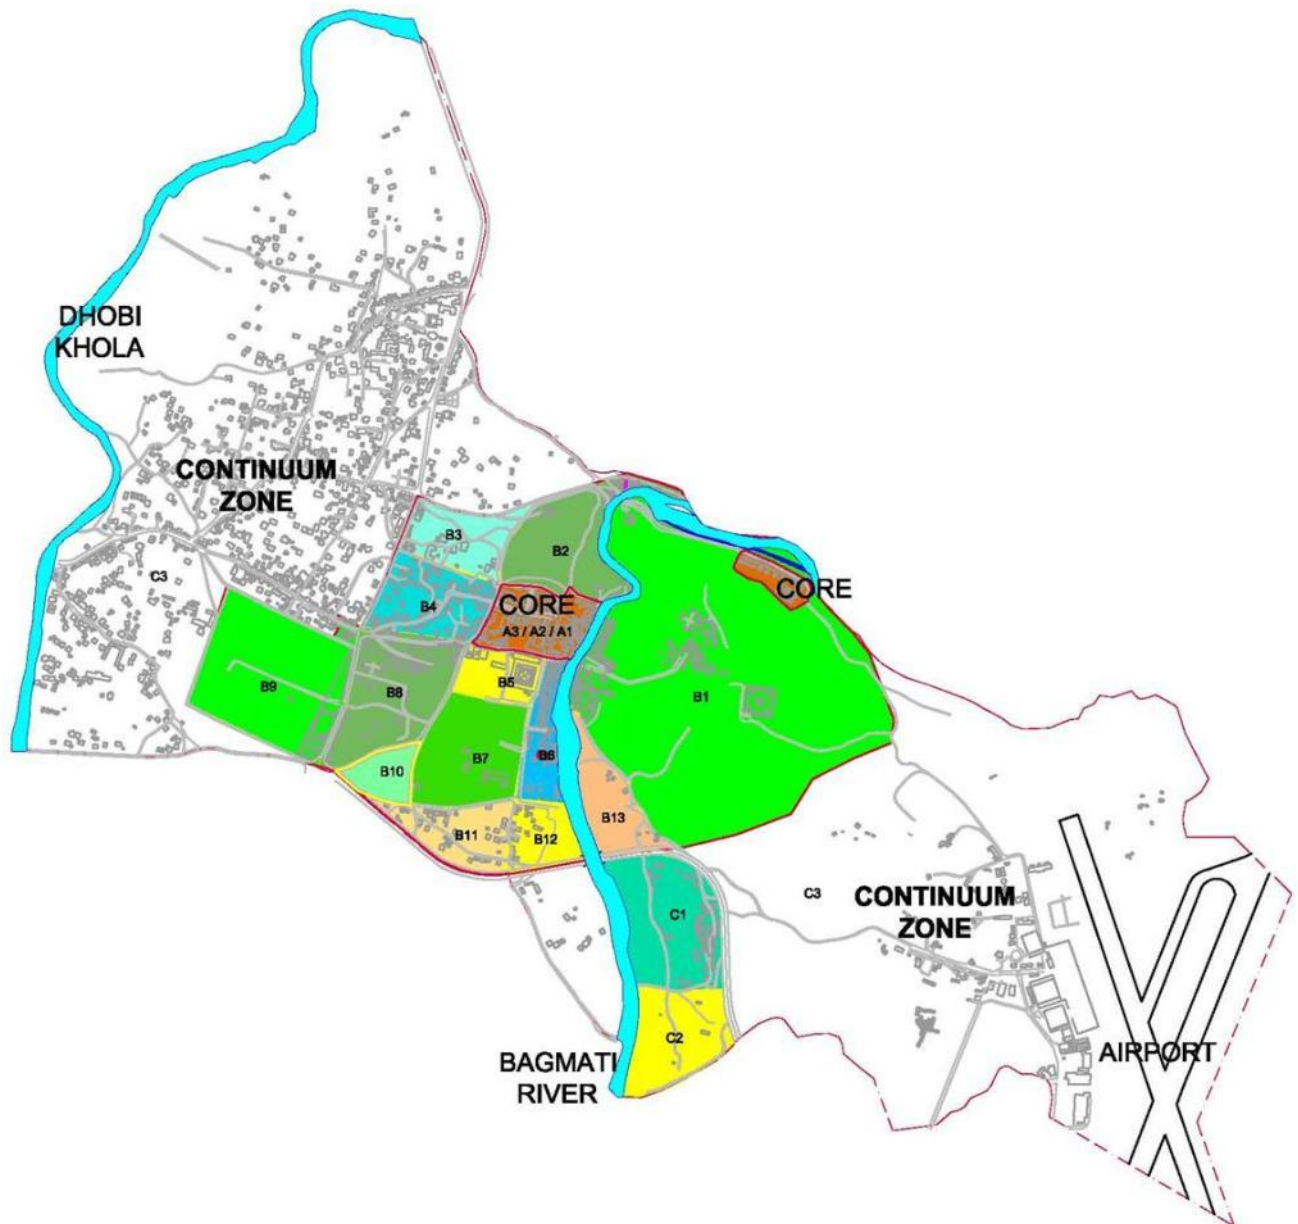 DHOBI
KHOLA
CONTINUUM
ZONE
C3
B3
B2
CORE
B4
CORE
A3 / A2 / A1
B9
B8
B5
B1
B7
B6
B10
B11
B12
B13
C3
CONTINUUM
ZONE
C1
C2
BAGMATI
RIVER
AIRPORT